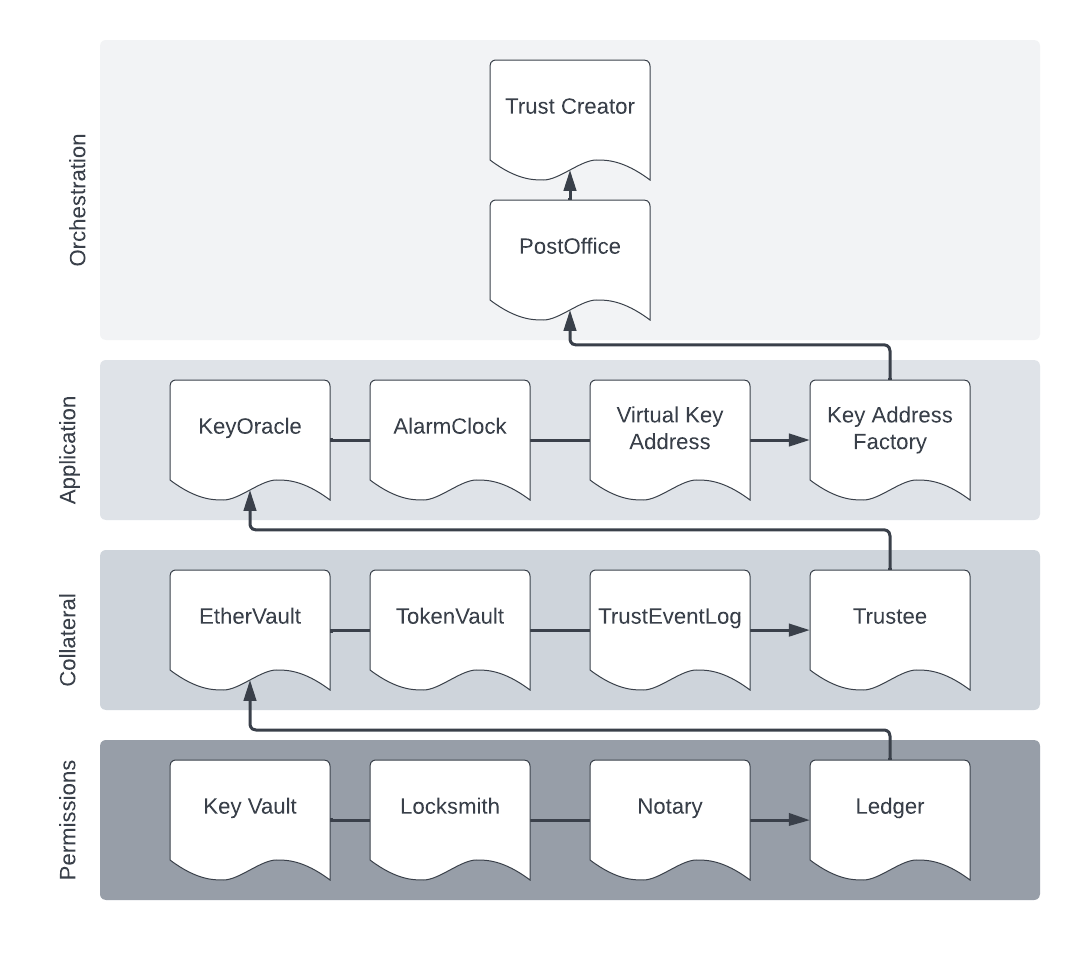 Orchestration
Trust Creator
PostOffice
Application
KeyOracle
AlarmClock
Virtual Key
Address
Key Address
Factory
Collateral
EtherVault
TokenVault
TrustEventLog
Trustee
Permissions
Key Vault
Locksmith
Notary
Ledger